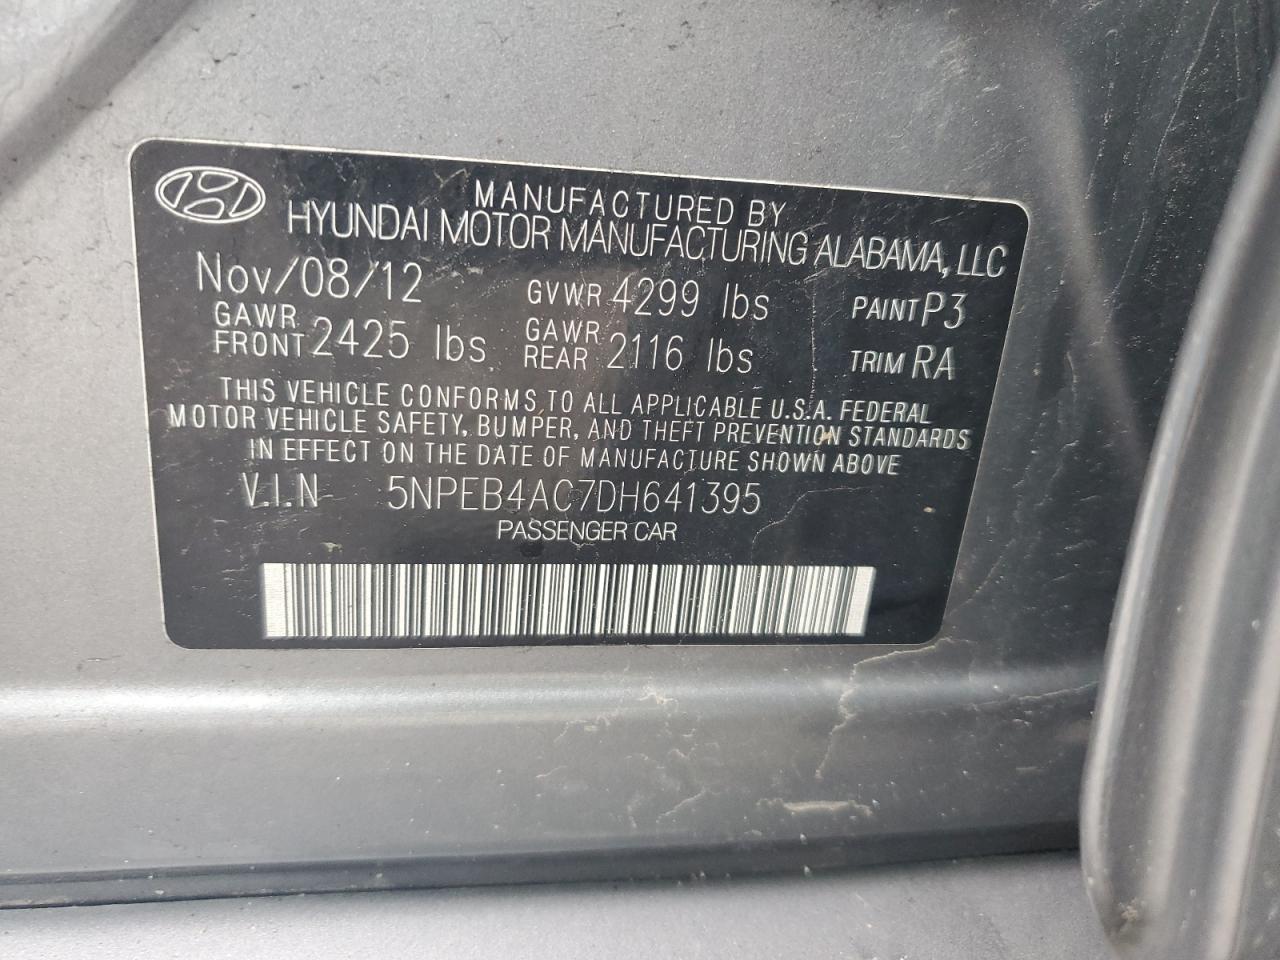 MANUFACTURED BY
HYUNDAI MOTOR MANUFACTURING ALABAMA, LLC
Nov/08/12 GVWR 4299 lbs PAINT P3
GAWR FRONT 2425 lbs GAWR REAR 2116 lbs TRIM RA
THIS VEHICLE CONFORMS TO ALL APPLICABLE U.S.A. FEDERAL
MOTOR VEHICLE SAFETY, BUMPER, AND THEFT PREVENTION STANDARDS
IN EFFECT ON THE DATE OF MANUFACTURE SHOWN ABOVE
V.I.N 5NPEB4AC7DH641395
PASSENGER CAR